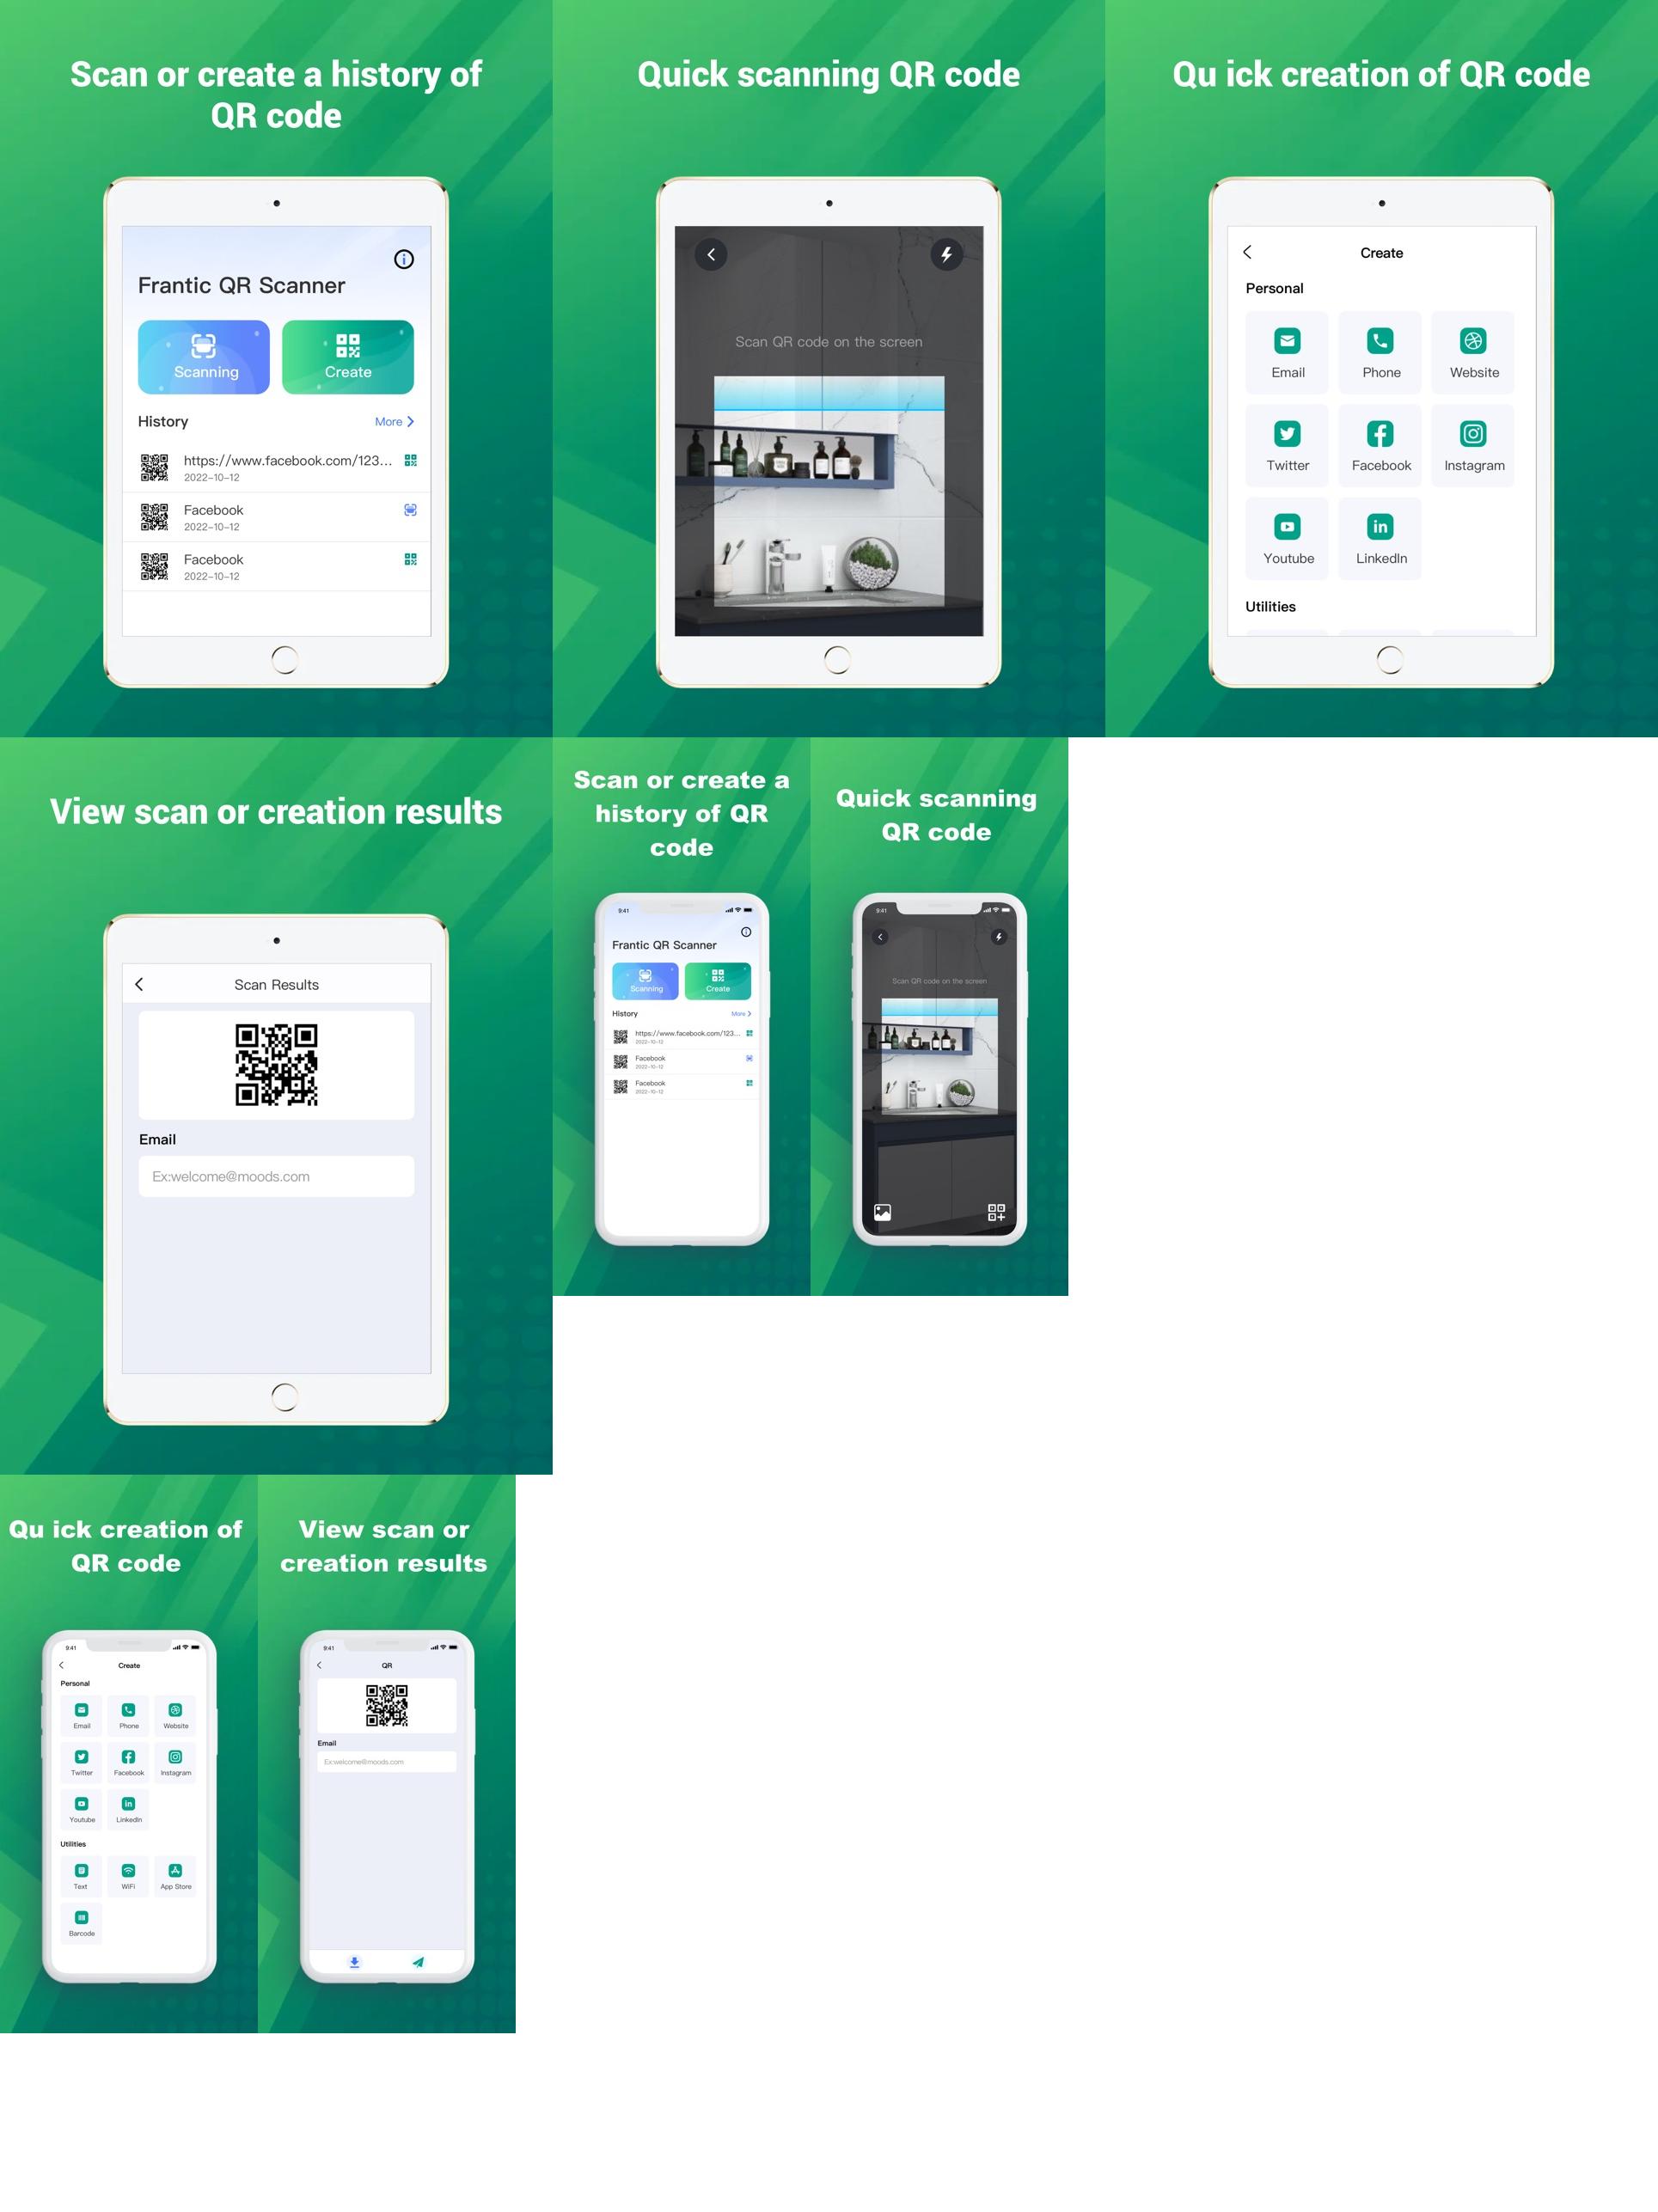 Scan or create a history of
QR code
Frantic QR Scanner
Scanning
Create
History
More
https://www.facebook.com/123...
2022-10-12
Facebook
2022-10-12
Facebook
2022-10-12
Quick scanning QR code
Scan QR code on the screen
Qu ick creation of QR code
Create
Personal
Email
Phone
Website
Twitter
Facebook
Instagram
Youtube
LinkedIn
Utilities
View scan or creation results
Scan Results
Email
Ex:welcome@moods.com
Scan or create a
history of QR
code
9:41
Frantic QR Scanner
Scanning
Create
History
More
https://www.facebook.com/123...
2022-10-12
Facebook
2022-10-12
Facebook
2022-10-12
Quick scanning
QR code
9:41
Scan QR code on the screen
Qu ick creation of
QR code
9:41
Create
Personal
Email
Phone
Website
Twitter
Facebook
Instagram
Youtube
LinkedIn
Utilities
Text
WiFi
App Store
Barcode
View scan or
creation results
9:41
QR
Email
Ex:welcome@moods.com